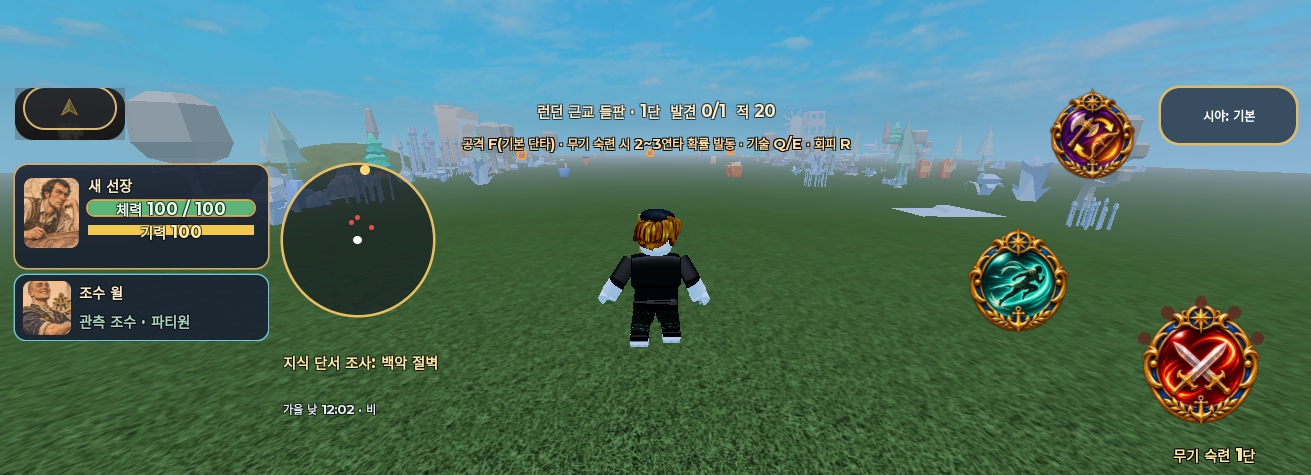 런던 근교 들판 · 1단 발견 0/1 적 20
공격 F(기본 단타) · 무기 숙련 시 2~3연타 확률 발동 · 기술 Q/E · 회피 R
시야: 기본
새 선장
체력 100 / 100
기력 100
조수 윌
관측 조수 · 파티원
지식 단서 조사: 백악 절벽
가을 낮 12:02 · 비
무기 숙련 1단